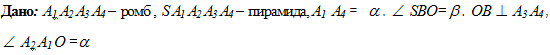 Дано: A₁A₂A₃A₄ – ромб , SA₁A₂A₃A₄ – пирамида, A₁ A₄ = α . ∠ SBO = β . OB ⊥ A₃A₄ ,
∠ A₂A₁O = α